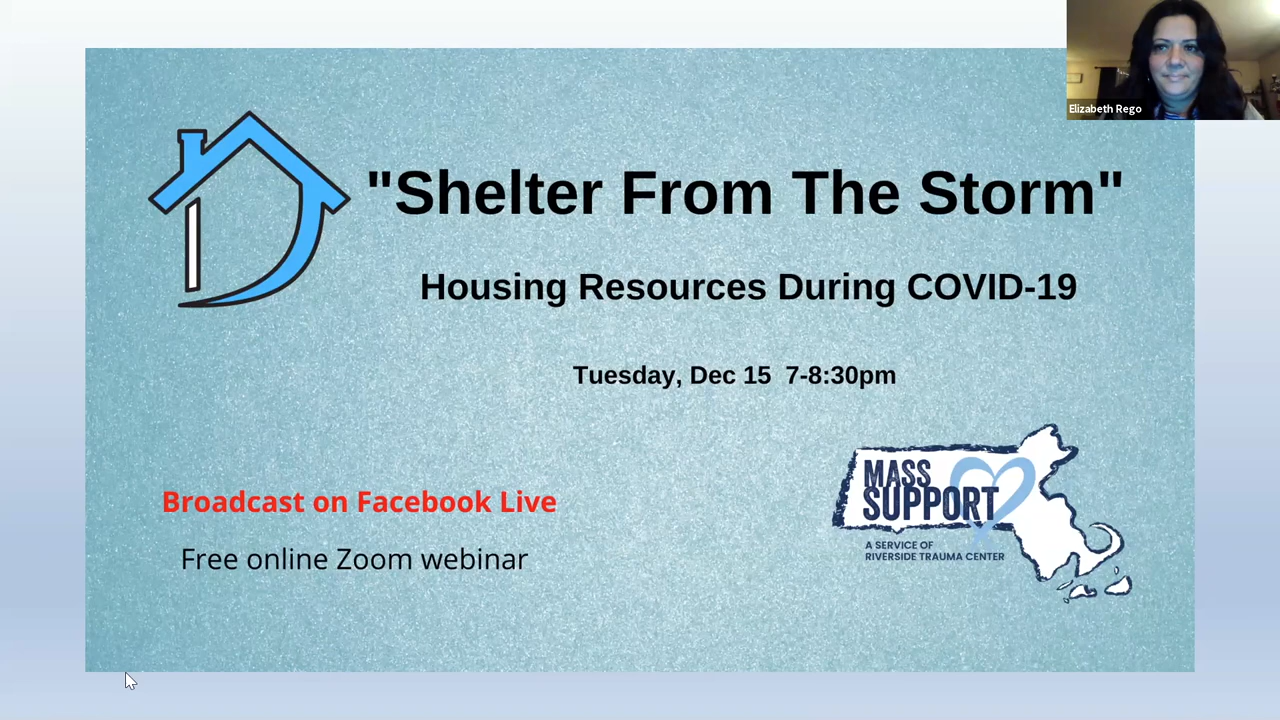 Elizabeth Rego
"Shelter From The Storm"
Housing Resources During COVID-19
Tuesday, Dec 15 7-8:30pm
Broadcast on Facebook Live
Free online Zoom webinar
MASS
SUPPORT
A SERVICE OF
RIVERSIDE TRAUMA CENTER